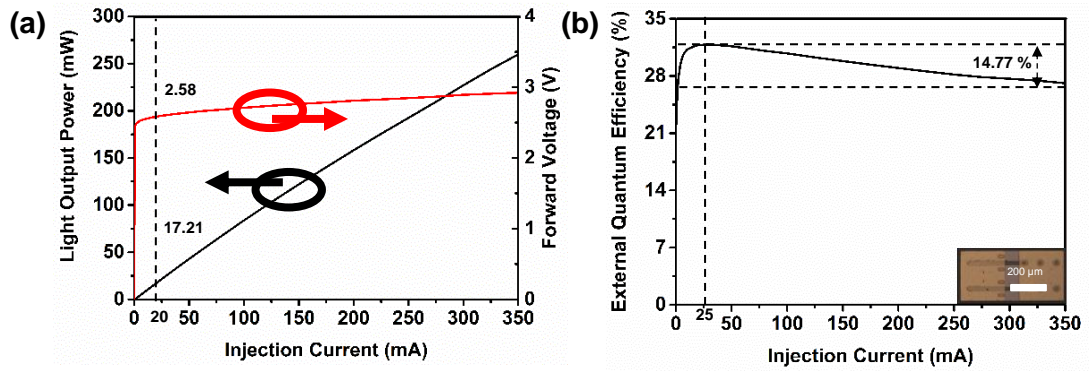 (a)
Light Output Power (mW)
300
250
200
150
100
50
0
2.58
17.21
4
3
2
1
0
Forward Voltage (V)
0 20 50 100 150 200 250 300 350
Injection Current (mA)
(b)
External Quantum Efficiency (%)
35
28
21
14
7
0
14.77 %
200 µm
0 25 50 100 150 200 250 300 350
Injection Current (mA)